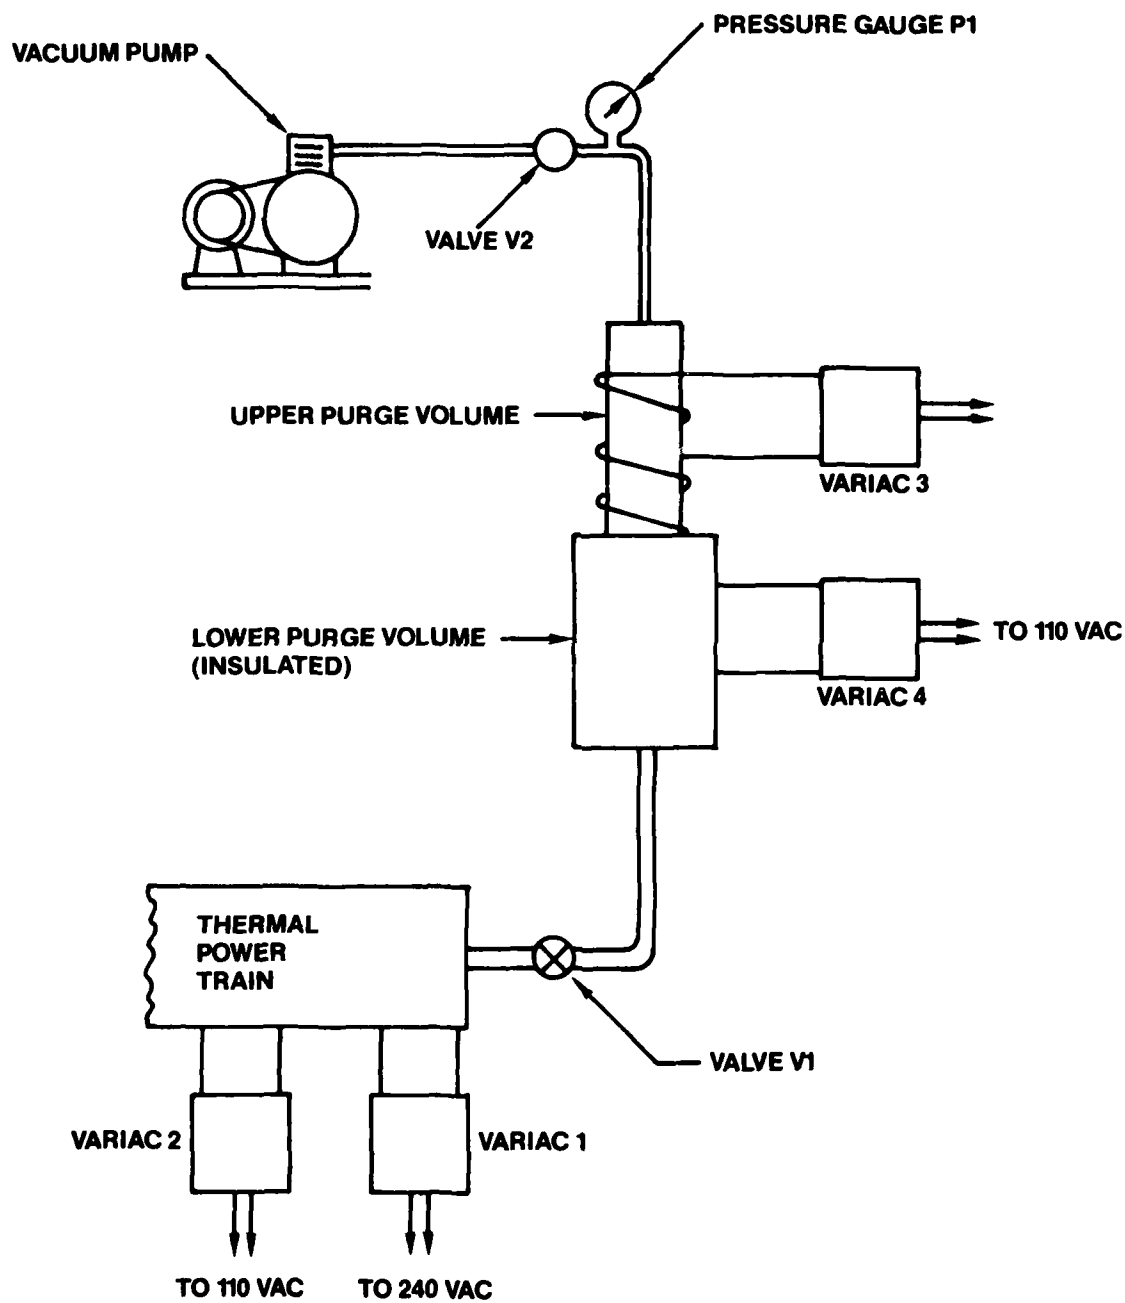 PRESSURE GAUGE P1
VACUUM PUMP
VALVE V2
UPPER PURGE VOLUME
VARIAC 3
LOWER PURGE VOLUME
(INSULATED)
TO 110 VAC
VARIAC 4
THERMAL
POWER
TRAIN
VALVE V1
VARIAC 2
VARIAC 1
TO 110 VAC
TO 240 VAC